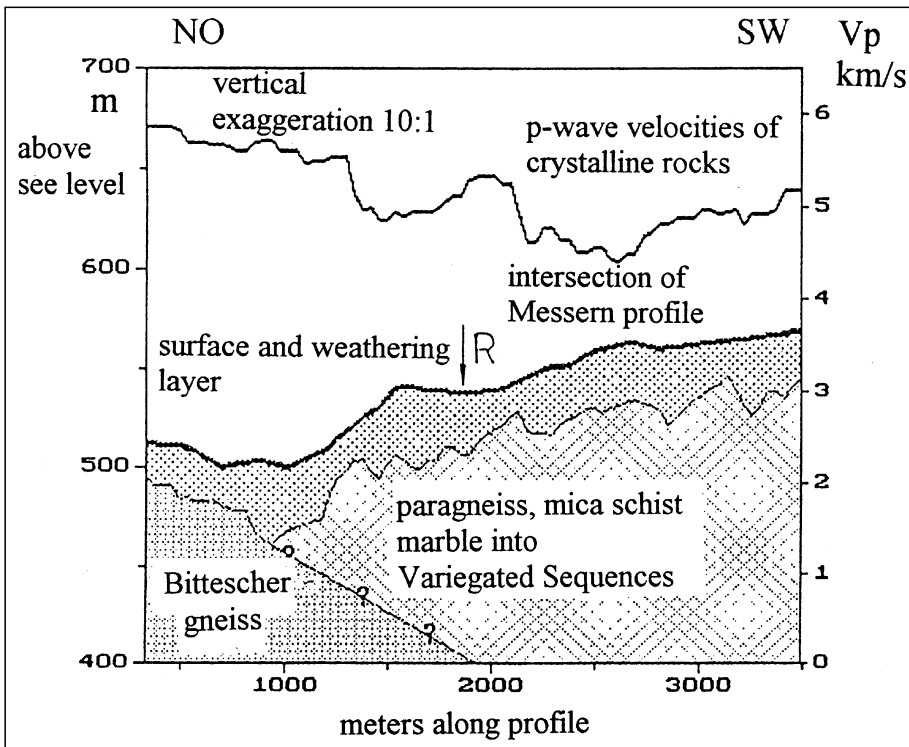 NO
SW
Vp
km/s
700
m
above
see level
600
500
400
vertical
exaggeration 10:1
p-wave velocities of
crystalline rocks
intersection of
Messern profile
surface and weathering
layer
R
paragneiss, mica schist
marble into
Variegated Sequences
Bittescher
gneiss
?
?
?
6
5
4
3
2
1
0
1000
2000
3000
meters along profile